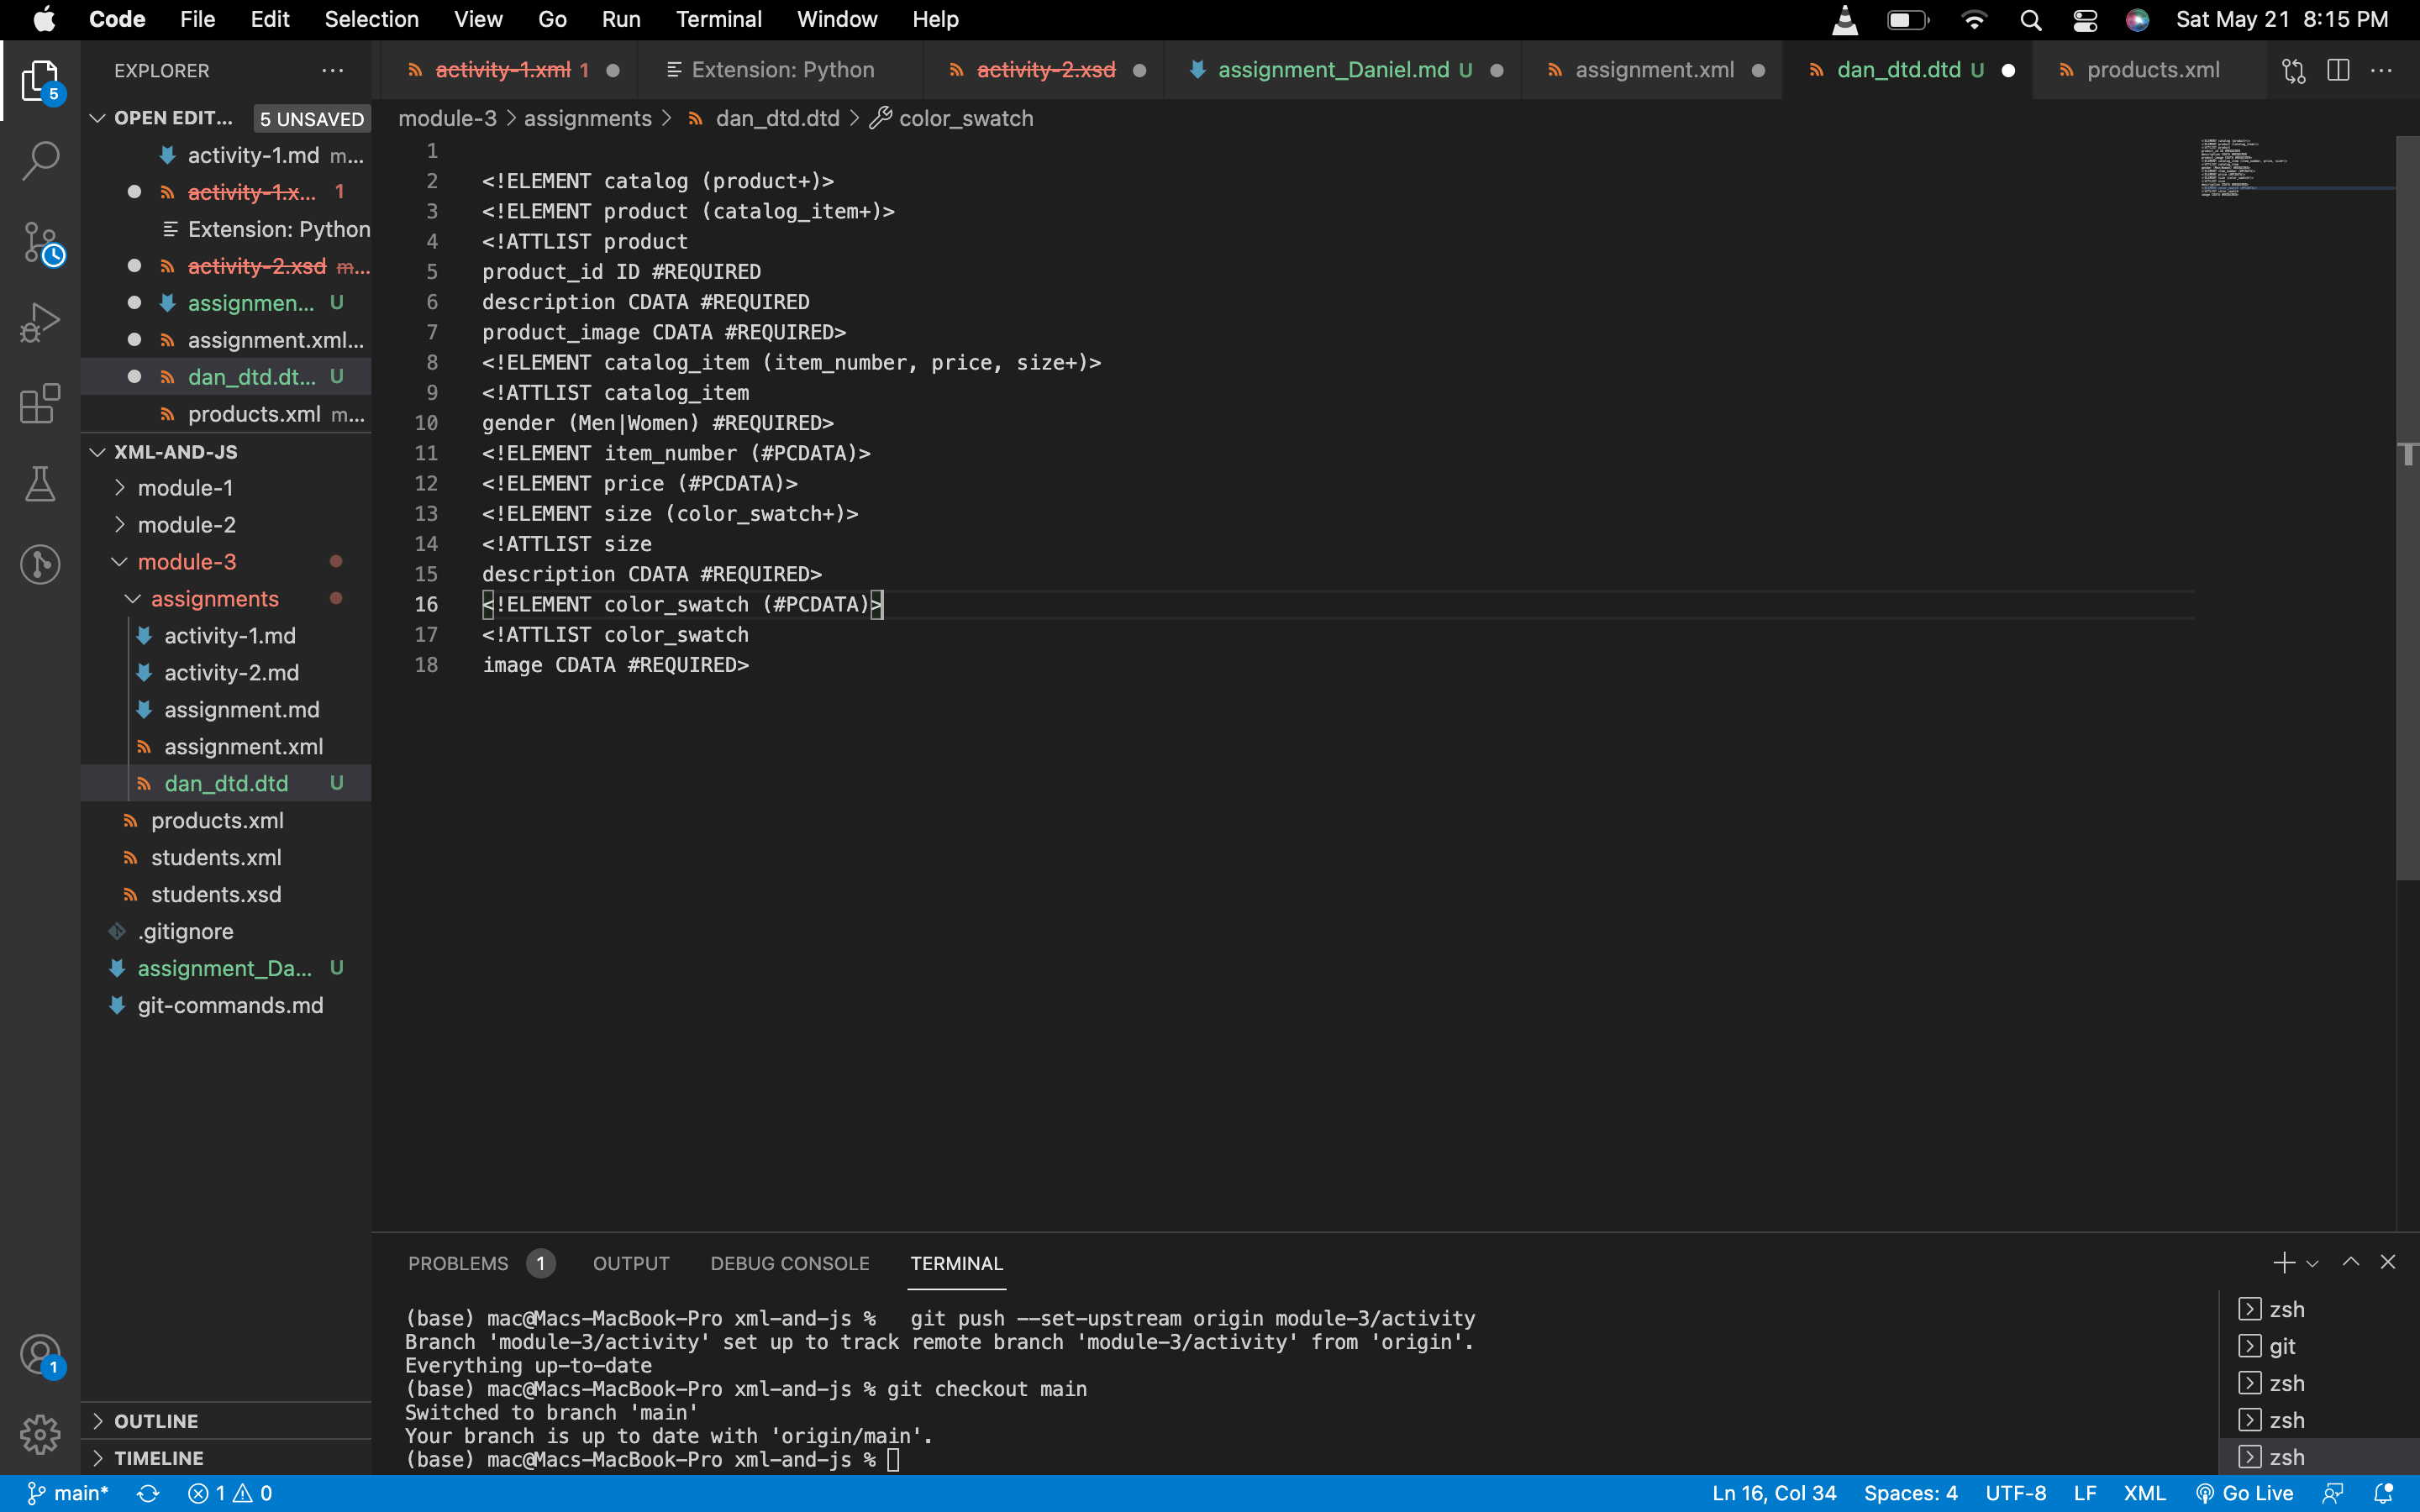 Code File Edit Selection View Go Run Terminal Window Help Sat May 21 8:15 PM
EXPLORER
activity-1.xml 1
Extension: Python
activity-2.xsd
assignment_Daniel.md U
assignment.xml
dan_dtd.dtd U
products.xml
5
OPEN EDIT... 5 UNSAVED
activity-1.md m...
activity-1.x... 1
Extension: Python
activity-2.xsd m...
assignmen... U
assignment.xml...
dan_dtd.dt... U
products.xml m...
XML-AND-JS
module-1
module-2
module-3
assignments
activity-1.md
activity-2.md
assignment.md
assignment.xml
dan_dtd.dtd U
products.xml
students.xml
students.xsd
.gitignore
assignment_Da... U
git-commands.md
OUTLINE
TIMELINE
1
module-3 > assignments > dan_dtd.dtd > color_swatch
1
2 <!ELEMENT catalog (product+)>
3 <!ELEMENT product (catalog_item+)>
4 <!ATTLIST product
5 product_id ID #REQUIRED
6 description CDATA #REQUIRED
7 product_image CDATA #REQUIRED>
8 <!ELEMENT catalog_item (item_number, price, size+)>
9 <!ATTLIST catalog_item
10 gender (Men|Women) #REQUIRED>
11 <!ELEMENT item_number (#PCDATA)>
12 <!ELEMENT price (#PCDATA)>
13 <!ELEMENT size (color_swatch+)>
14 <!ATTLIST size
15 description CDATA #REQUIRED>
16 <!ELEMENT color_swatch (#PCDATA)>
17 <!ATTLIST color_swatch
18 image CDATA #REQUIRED>
PROBLEMS 1 OUTPUT DEBUG CONSOLE TERMINAL
(base) mac@Macs-MacBook-Pro xml-and-js %   git push --set-upstream origin module-3/activity
Branch 'module-3/activity' set up to track remote branch 'module-3/activity' from 'origin'.
Everything up-to-date
(base) mac@Macs-MacBook-Pro xml-and-js % git checkout main
Switched to branch 'main'
Your branch is up to date with 'origin/main'.
(base) mac@Macs-MacBook-Pro xml-and-js %
zsh
git
zsh
zsh
zsh
main* 1 0 Ln 16, Col 34 Spaces: 4 UTF-8 LF XML Go Live